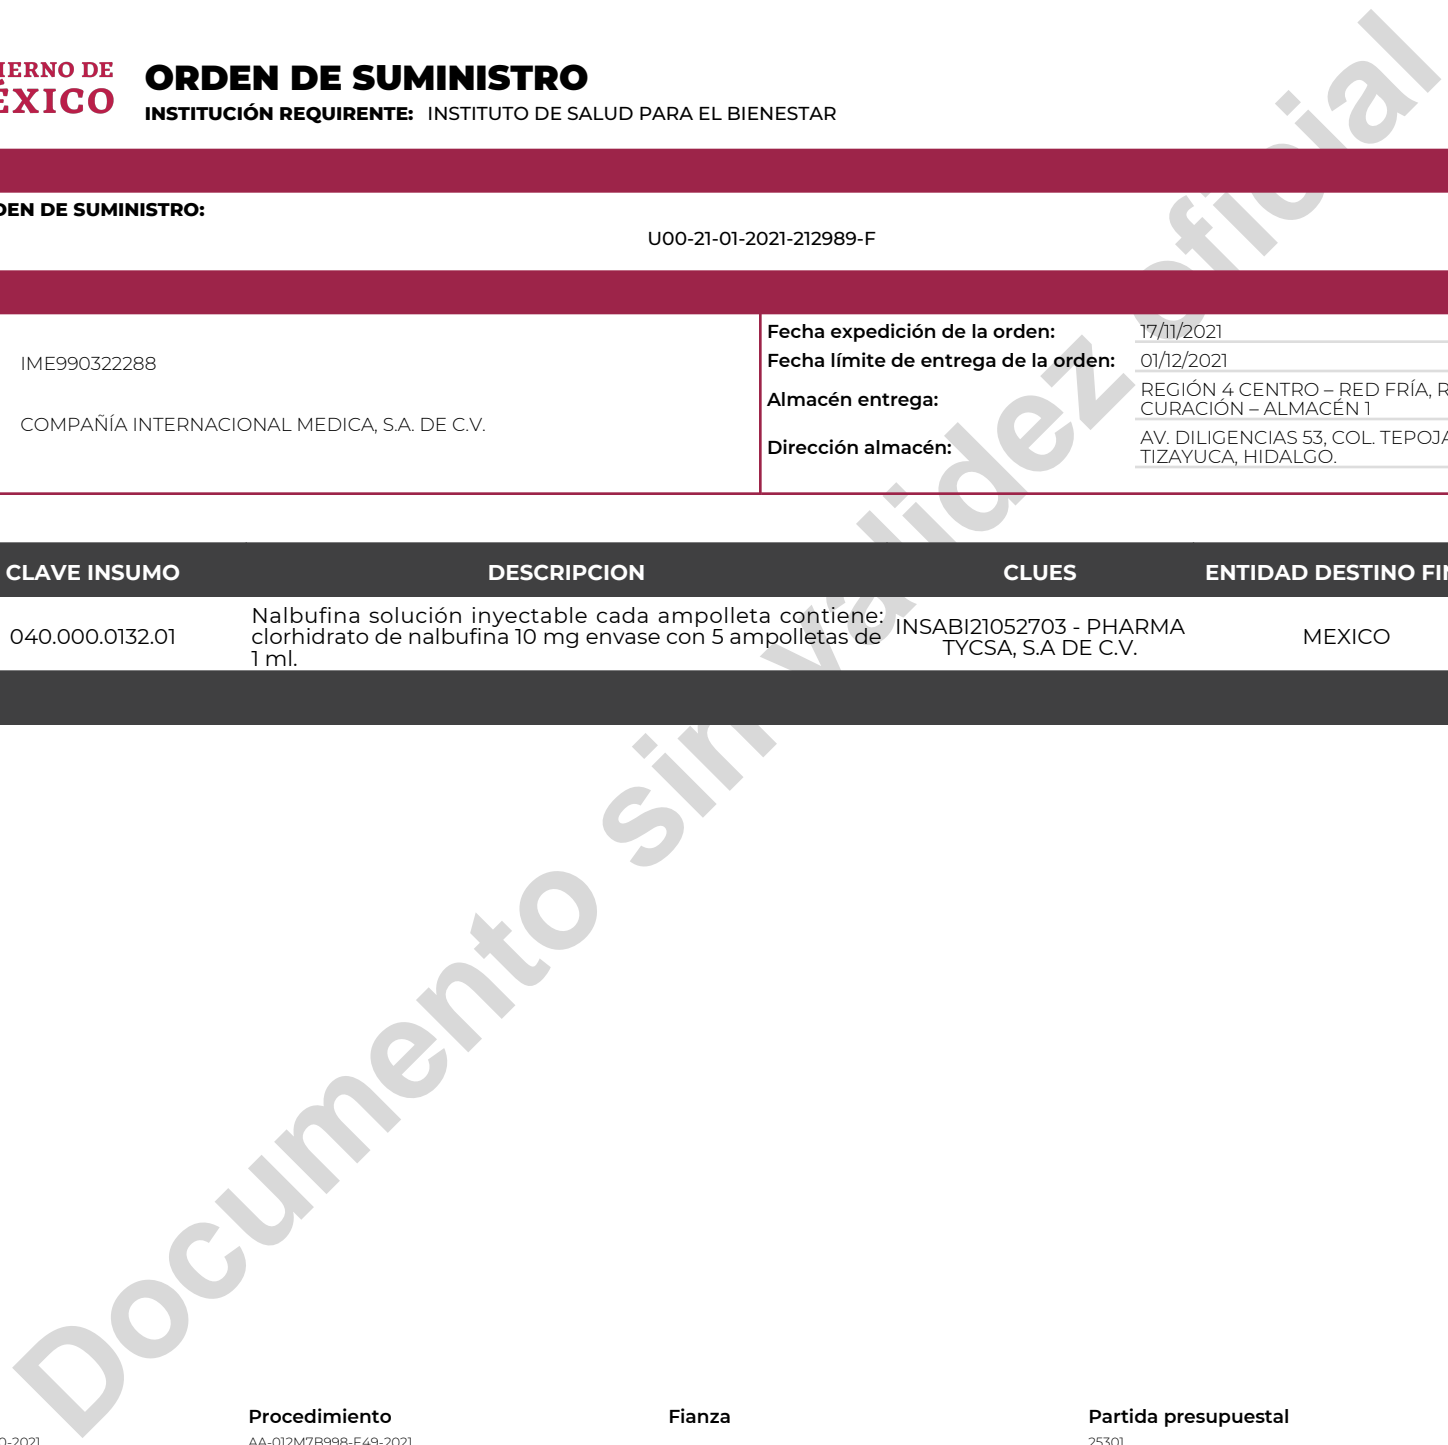 IERNO DE
ÉXICO
ORDEN DE SUMINISTRO
INSTITUCIÓN REQUIRENTE: INSTITUTO DE SALUD PARA EL BIENESTAR
DEN DE SUMINISTRO:
U00-21-01-2021-212989-F
IME990322288
COMPAÑÍA INTERNACIONAL MEDICA, S.A. DE C.V.
Fecha expedición de la orden: 17/11/2021
Fecha límite de entrega de la orden: 01/12/2021
Almacén entrega: REGIÓN 4 CENTRO – RED FRÍA, R
CURACIÓN – ALMACÉN 1
Dirección almacén: AV. DILIGENCIAS 53, COL. TEPOJA
TIZAYUCA, HIDALGO.
CLAVE INSUMO DESCRIPCION CLUES ENTIDAD DESTINO FIN
040.000.0132.01
Nalbufina solución inyectable cada ampolleta contiene:
clorhidrato de nalbufina 10 mg envase con 5 ampolletas de
1 ml.
INSABI21052703 - PHARMA
TYCSA, S.A DE C.V.
MEXICO
Documento sin validez oficial
Procedimiento Fianza Partida presupuestal
0-2021 AA-012M7B998-E49-2021 25301